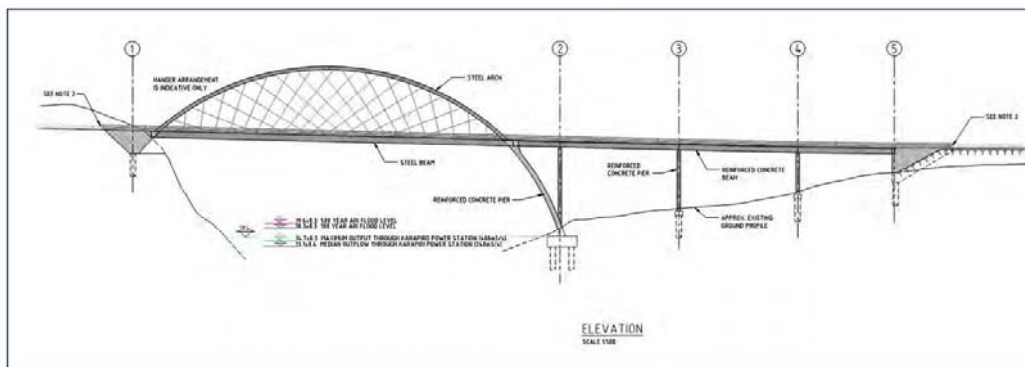 1
2
3
4
5
SEE NOTE 2
HANGER ARRANGEMENT
IS INDICATIVE ONLY
STEEL ARCH
SEE NOTE 2
STEEL BEAM
REINFORCED
CONCRETE PIER
REINFORCED CONCRETE
BEAM
REINFORCED CONCRETE PIER
APPROX. EXISTING
GROUND PROFILE
500 YEAR ARI FLOOD LEVEL
100 YEAR ARI FLOOD LEVEL
MAXIMUM OUTPUT THROUGH KARAPIRO POWER STATION
MEDIAN OUTFLOW THROUGH KARAPIRO POWER STATION
ELEVATION
SCALE 1:500